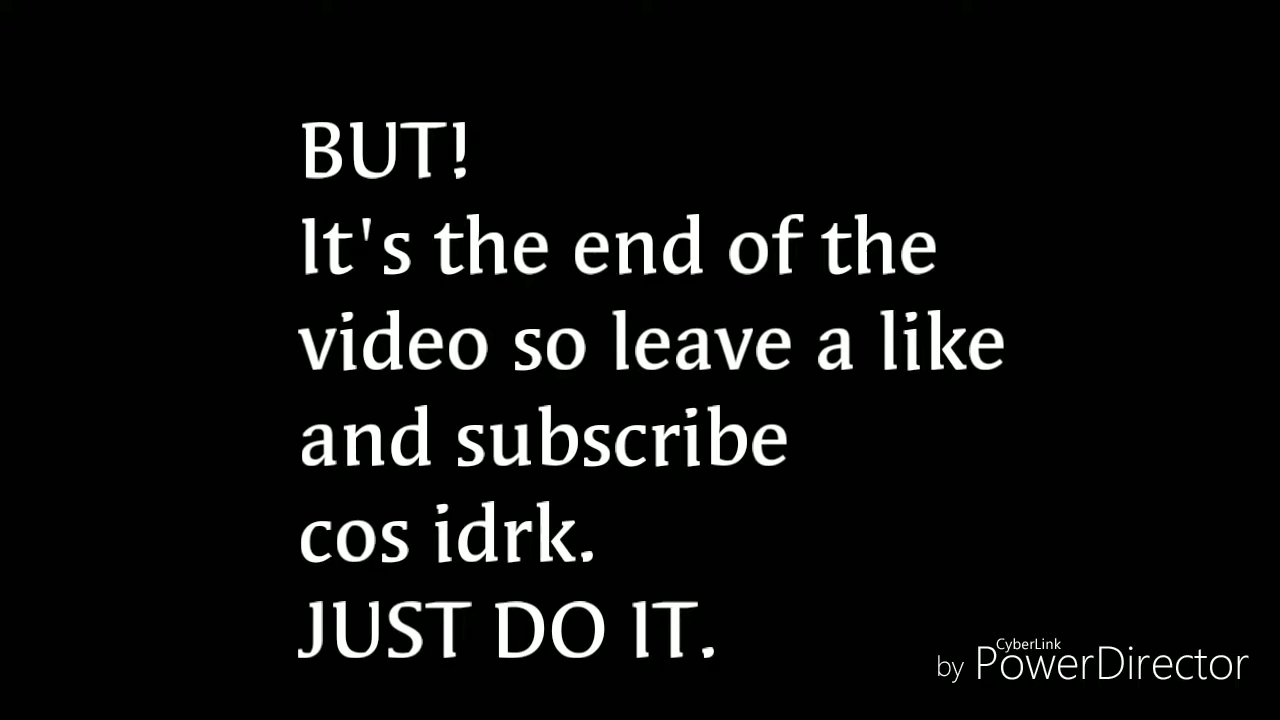 BUT!
It's the end of the
video so leave a like
and subscribe
cos idrk.
JUST DO IT.
CyberLink
by PowerDirector